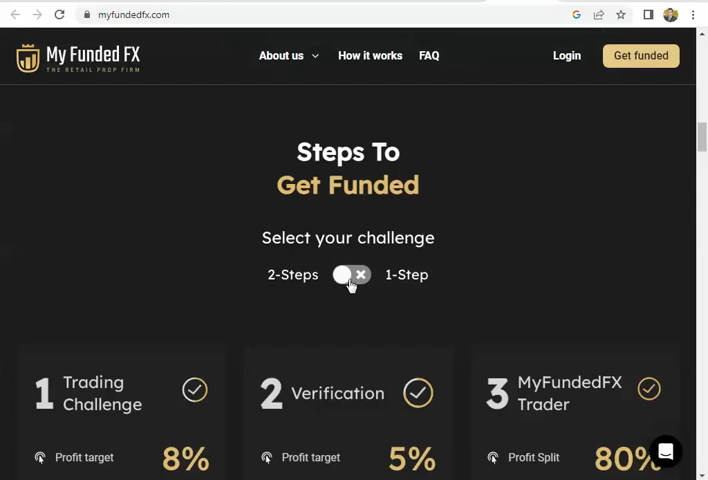 myfundedfx.com
My Funded FX
THE RETAIL PROP FIRM
About us
How it works
FAQ
Login
Get funded
Steps To
Get Funded
Select your challenge
2-Steps
1-Step
1 Trading Challenge
2 Verification
3 MyFundedFX Trader
Profit target 8%
Profit target 5%
Profit Split 80%